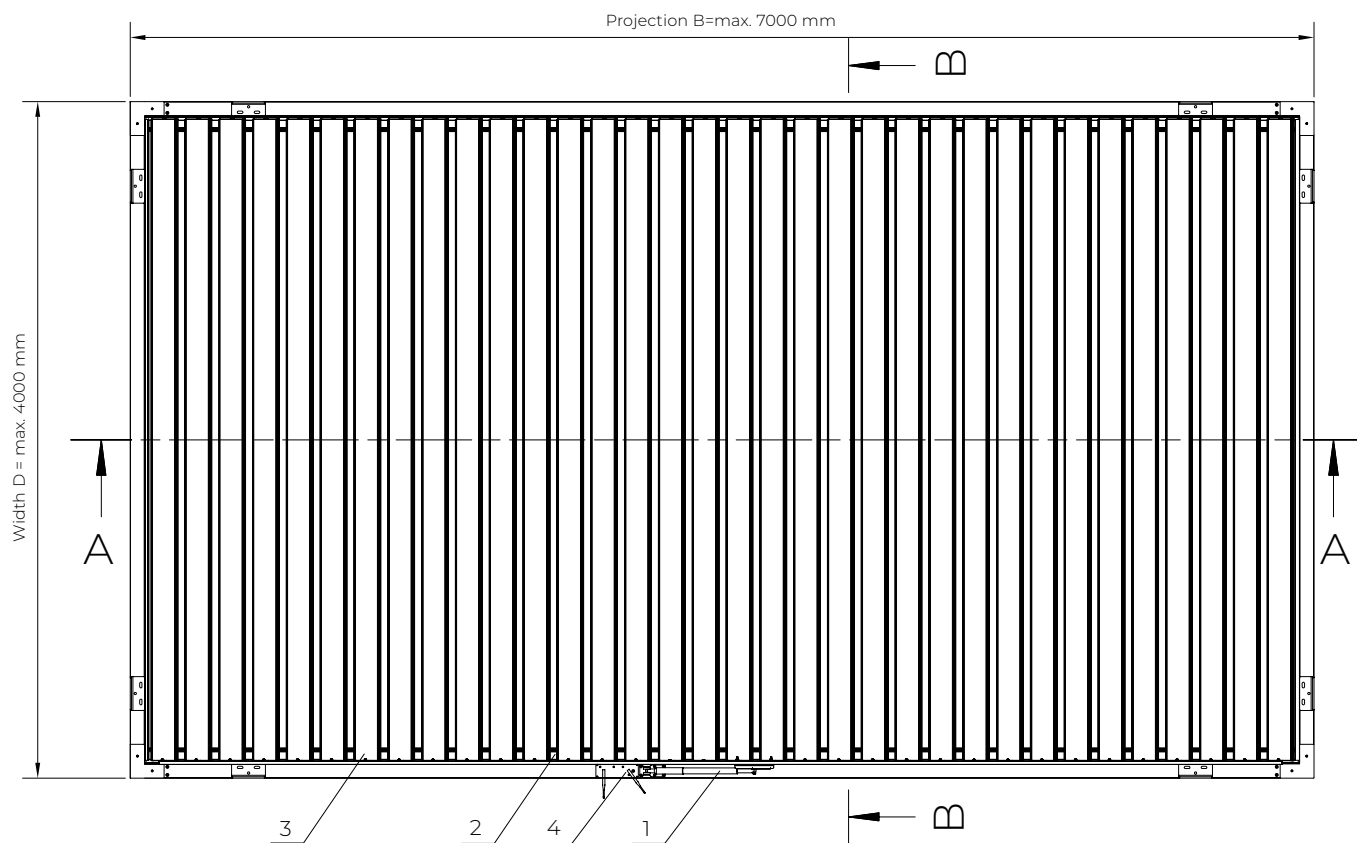 Projection B=max. 7000 mm
B
Width D = max. 4000 mm
A
A
3
2
4
1
B